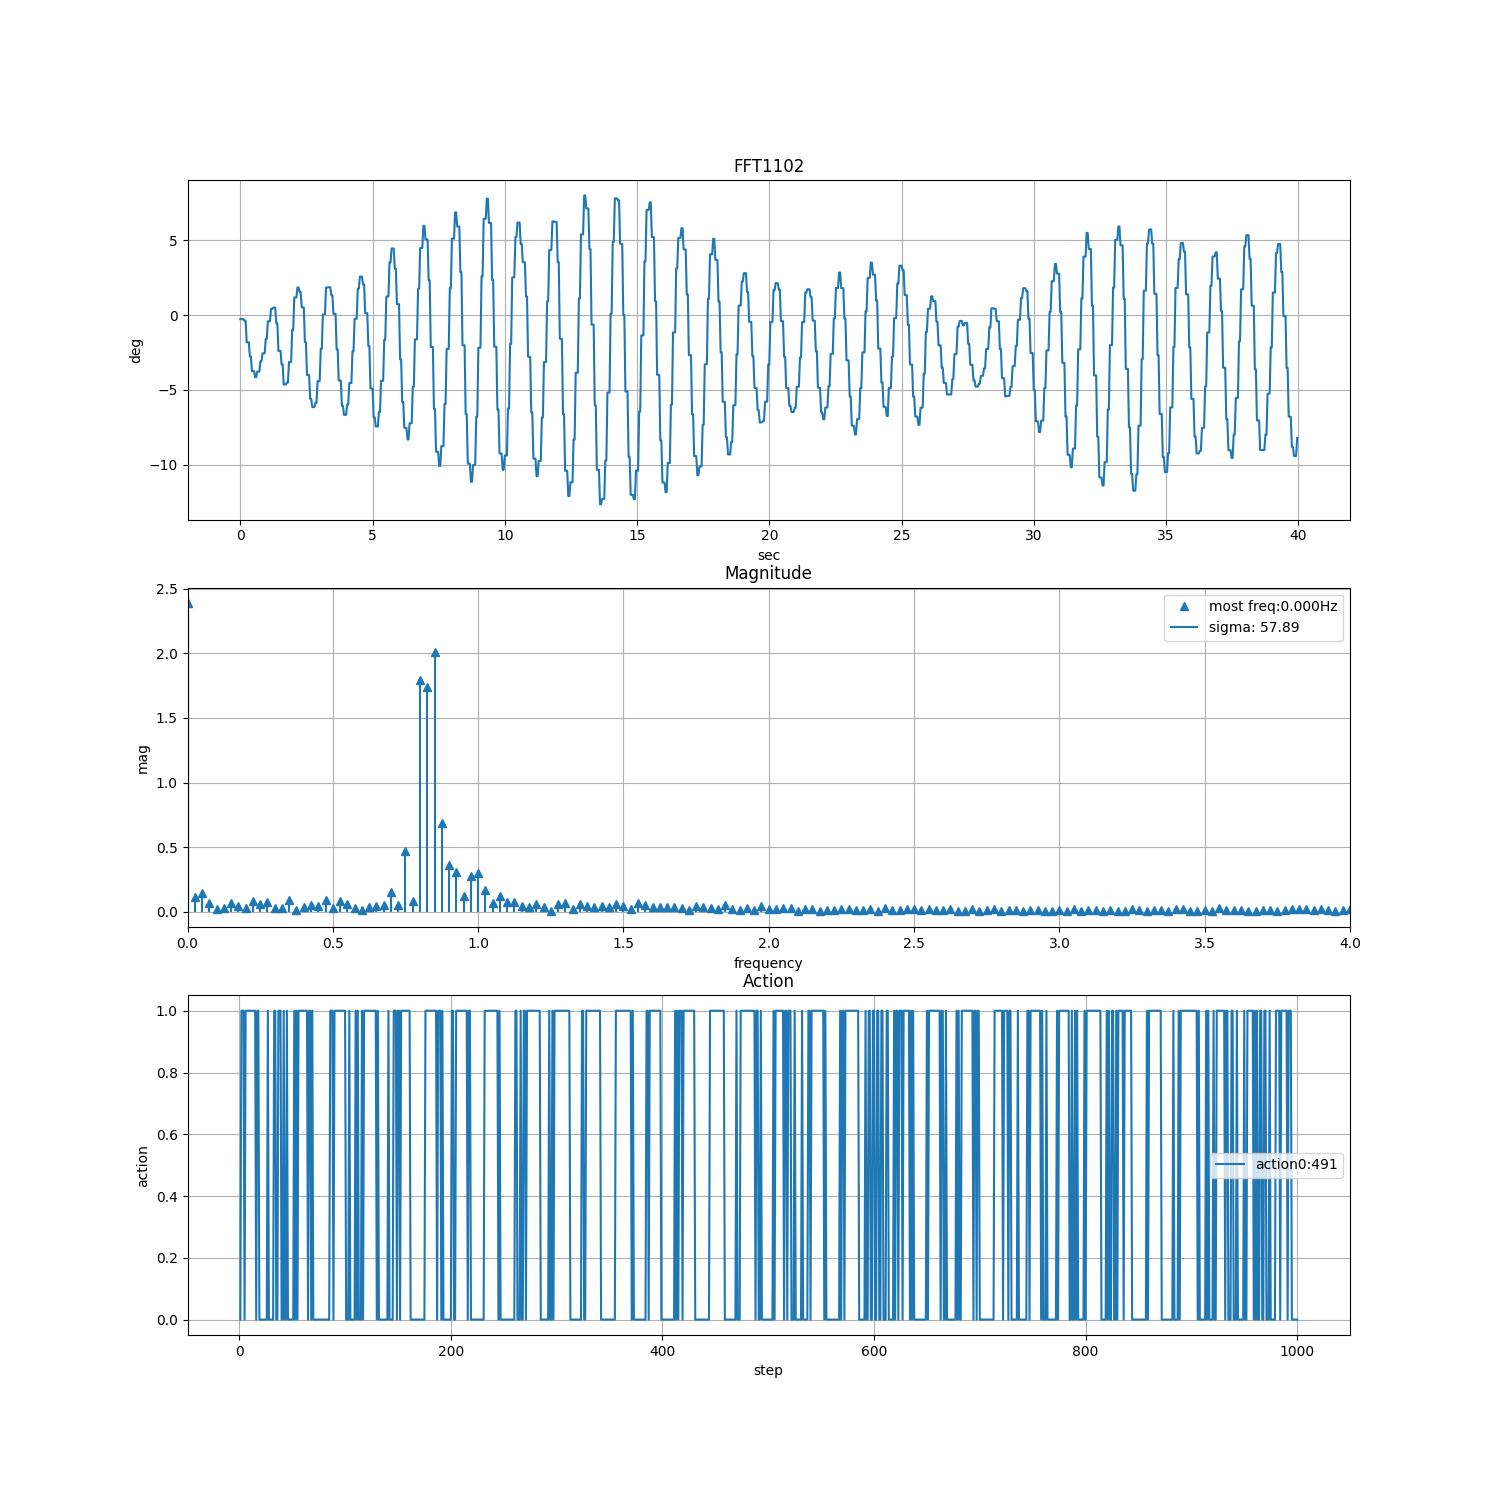 FFT1102
5
0
−5
−10
deg
0 5 10 15 20 25 30 35 40
sec
Magnitude
2.5
2.0
1.5
1.0
0.5
0.0
mag
most freq:0.000Hz
sigma: 57.89
0.0 0.5 1.0 1.5 2.0 2.5 3.0 3.5 4.0
frequency
Action
1.0
0.8
0.6
0.4
0.2
0.0
action
action0:491
0 200 400 600 800 1000
step